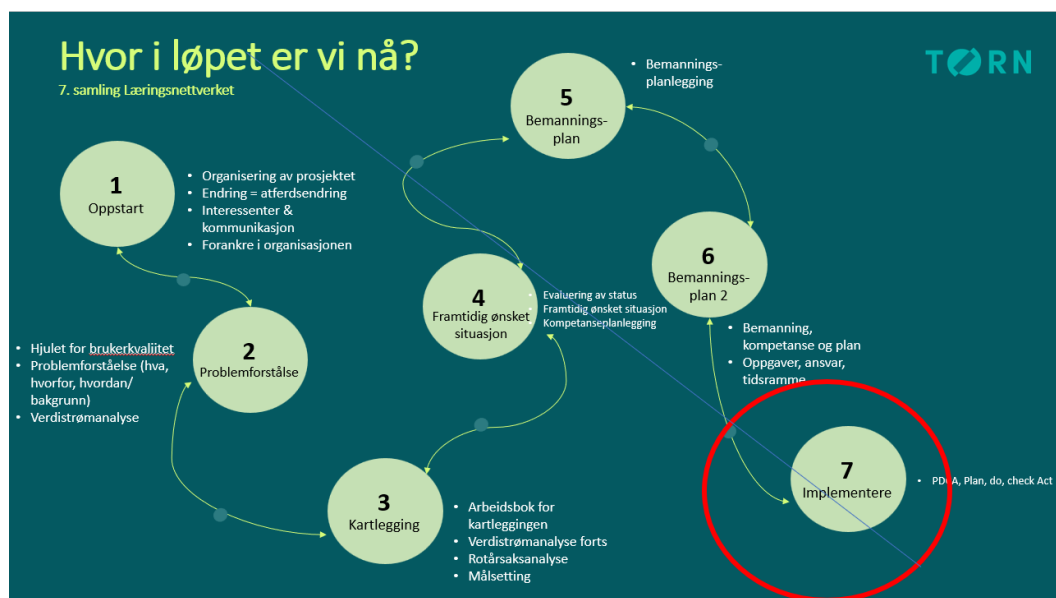 Hvor i løpet er vi nå?
7. samling Læringsnettverket
TØRN
1
Oppstart
• Organisering av prosjektet
• Endring = atferdsendring
• Interessenter &
kommunikasjon
• Forankre i organisasjonen
2
Problemforstålse
• Hjulet for brukerkvaliitet
• Problemforståelse (hva,
hvorfor, hvordan/
bakgrunn)
• Verdistrømanalyse
3
Kartlegging
• Arbeidsbok for
kartleggingen
• Verdistrømanalyse forts
• Rotårsaksanalyse
• Målsetting
4
Framtidig ønsket
situasjon
• Evaluering av status
• Framtidig ønsket situasjon
• Kompetanseplanlegging
5
Bemannings-
plan
• Bemannings-
planlegging
6
Bemannings-
plan 2
• Bemanning,
kompetanse og plan
• Oppgaver, ansvar,
tidsramme
7
Implementere
• PDCA, Plan, do, check Act